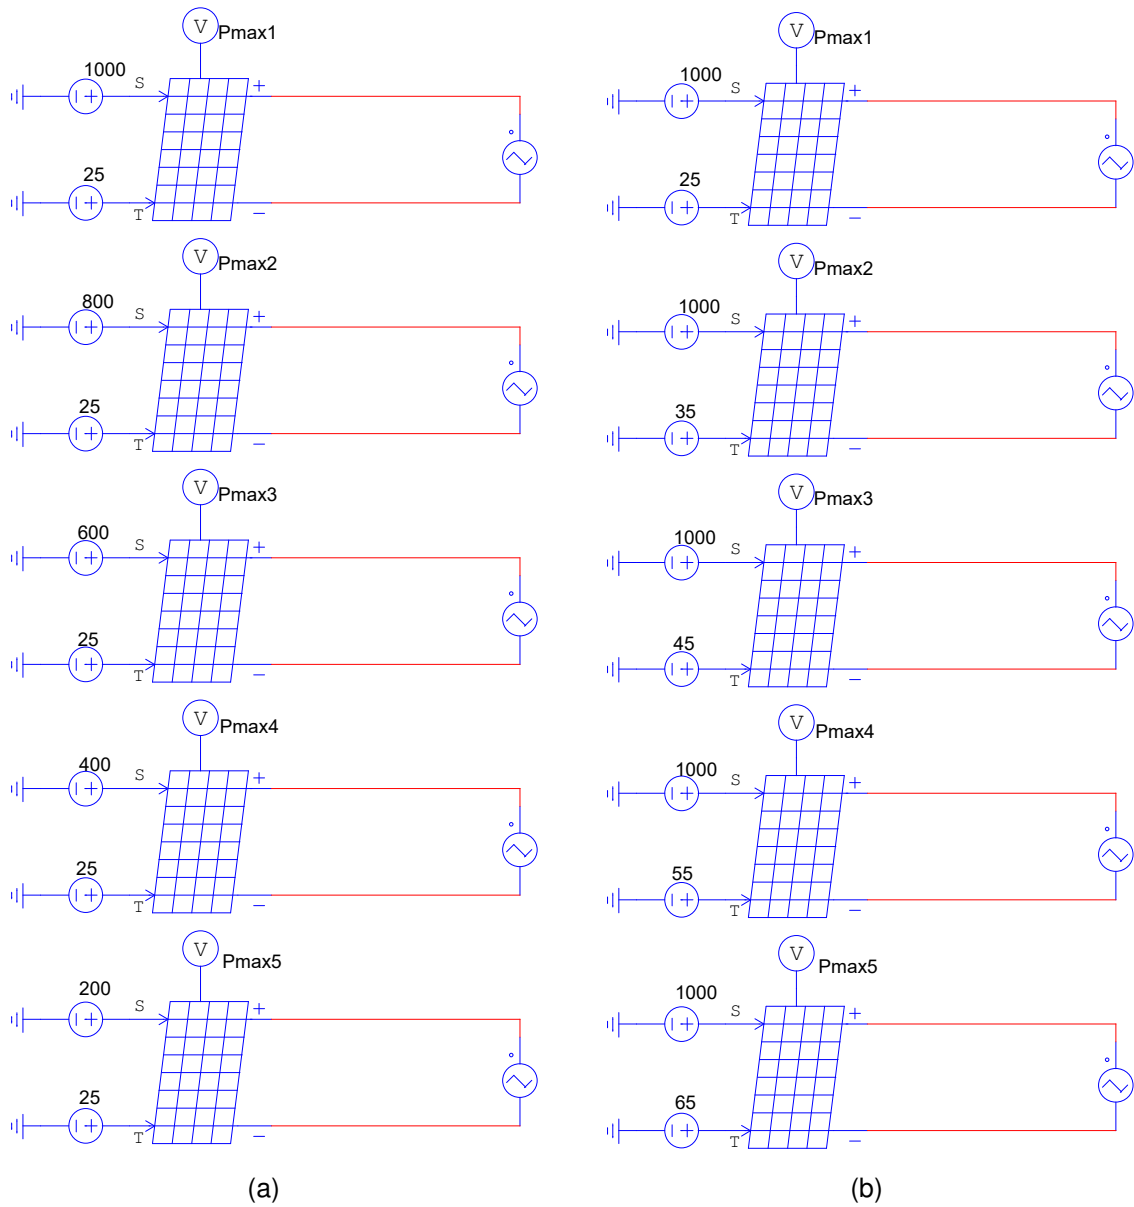 V
Pmax1
1000
S
+
25
T
−
V
Pmax2
800
S
+
25
T
−
V
Pmax3
600
S
+
25
T
−
V
Pmax4
400
S
+
25
T
−
V
Pmax5
200
S
+
25
T
−
(a)
V
Pmax1
1000
S
+
25
T
−
V
Pmax2
1000
S
+
35
T
−
V
Pmax3
1000
S
+
45
T
−
V
Pmax4
1000
S
+
55
T
−
V
Pmax5
1000
S
+
65
T
−
(b)